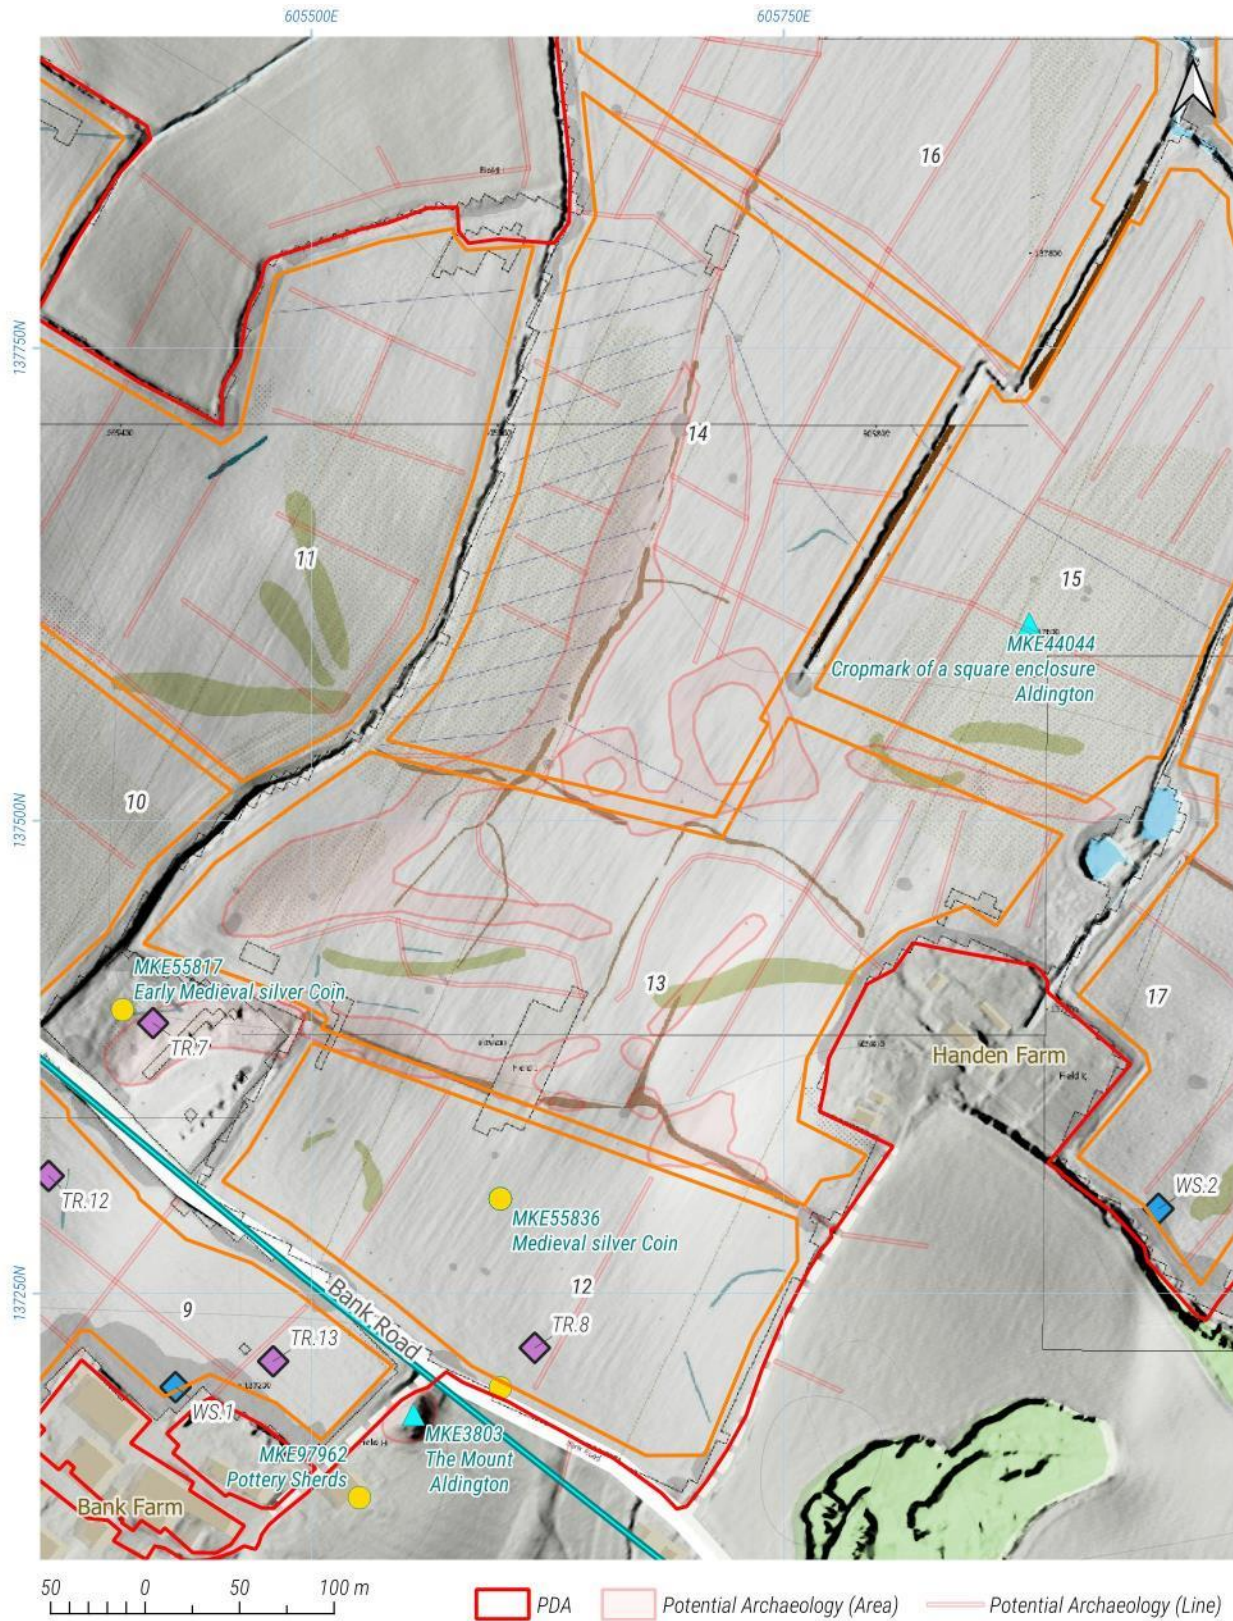 605500E
605750E
16
137750N
14
11
15
MKE44044
Cropmark of a square enclosure
Aldington
10
137500N
MKE55817
Early Medieval silver Coin
13
17
TR.7
Handen Farm
TR.12
WS.2
MKE55836
Medieval silver Coin
12
137250N
9
Bank Road
TR.8
TR.13
WS.1
MKE3803
The Mount
Aldington
MKE97962
Pottery Sherds
Bank Farm
50 0 50 100 m
PDA
Potential Archaeology (Area)
Potential Archaeology (Line)